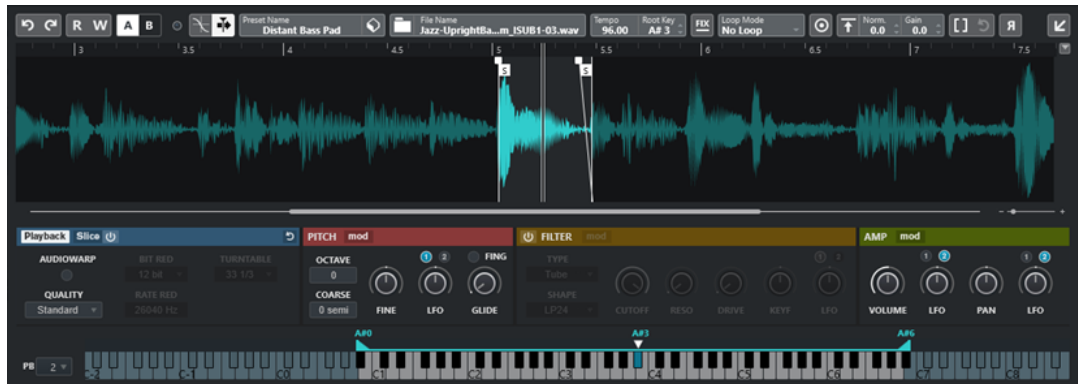 R W A B Preset Name File Name Tempo Root Key FIX Loop Mode Norm. Gain
Distant Bass Pad Jazz-UprightBa...m_ISUB1-03.wav 96.00 A# 3 No Loop 0.0 0.0 [ ] R
3 3.5 4 4.5 5 5.5 6 6.5 7 7.5
S S
- +
Playback Slice PITCH mod FILTER mod AMP mod
AUDIOWARP BIT RED TURNTABLE OCTAVE 1 2 FING TYPE 1 2 1 2 1 2
12 bit 33 1/3 0 Tube
QUALITY RATE RED COARSE SHAPE
Standard 26040 Hz 0 semi FINE LFO GLIDE LP24 CUTOFF RESO DRIVE KEYF LFO VOLUME LFO PAN LFO
A#0 A#3 A#6
PB 2 C-2 C-1 C0 C1 C2 C3 C4 C5 C6 C7 C8